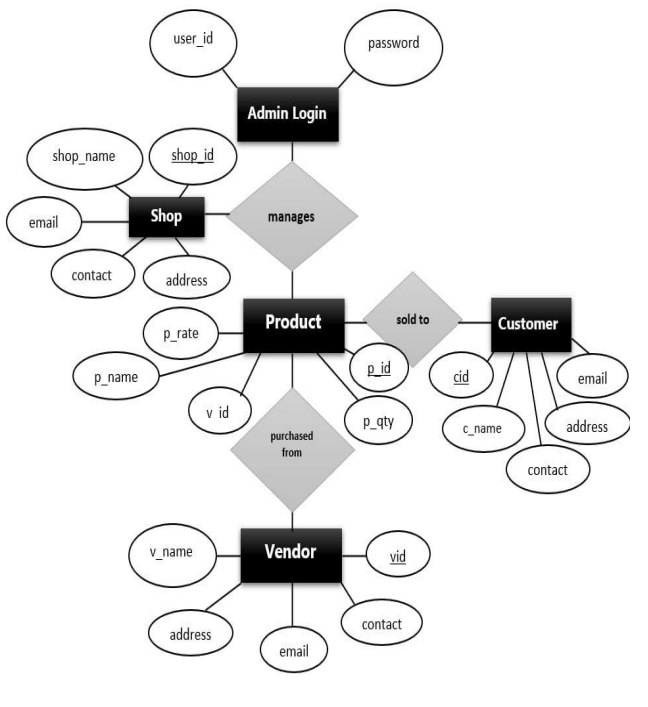 user_id
password
Admin Login
shop_name
shop_id
email
Shop
manages
contact
address
Product
sold to
Customer
p_rate
p_name
v_id
p_id
p_qty
cid
email
c_name
address
contact
purchased
from
v_name
Vendor
vid
address
email
contact